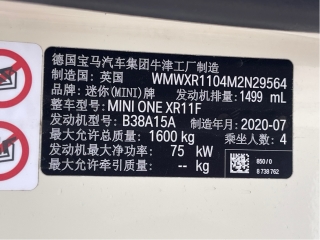 德国宝马汽车集团牛津工厂制造
制造国: 英国 WMWXR1104M2N29564
品牌: 迷你(MINI)牌 发动机排量: 1499 mL
整车型号: MINI ONE XR11F
发动机型号: B38A15A 制造年月: 2020-07
最大允许总质量: 1600 kg 乘坐人数: 4
发动机最大净功率: 75 kW
最大允许牵引质量: -- kg
850/0
8 738 762